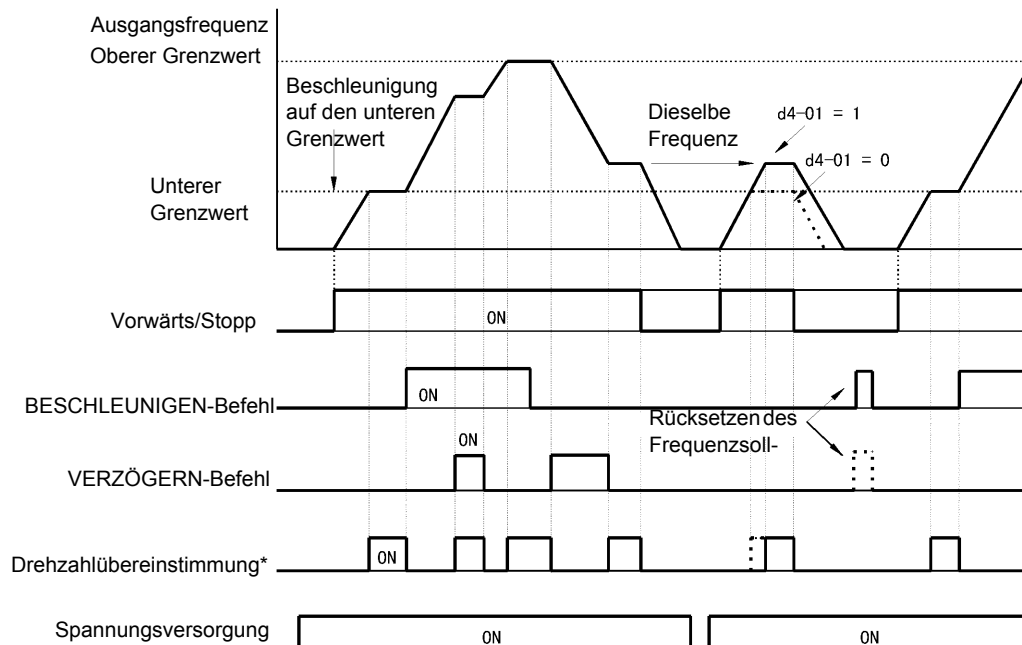 Ausgangsfrequenz
Oberer Grenzwert
Beschleunigung
auf den unteren
Grenzwert
Dieselbe
Frequenz
d4-01 = 1
d4-01 = 0
Unterer
Grenzwert
Vorwärts/Stopp
ON
BESCHLEUNIGEN-Befehl
ON
Rücksetzen des
Frequenzsoll-
VERZÖGERN-Befehl
ON
Drehzahlübereinstimmung*
ON
Spannungsversorgung
ON
ON